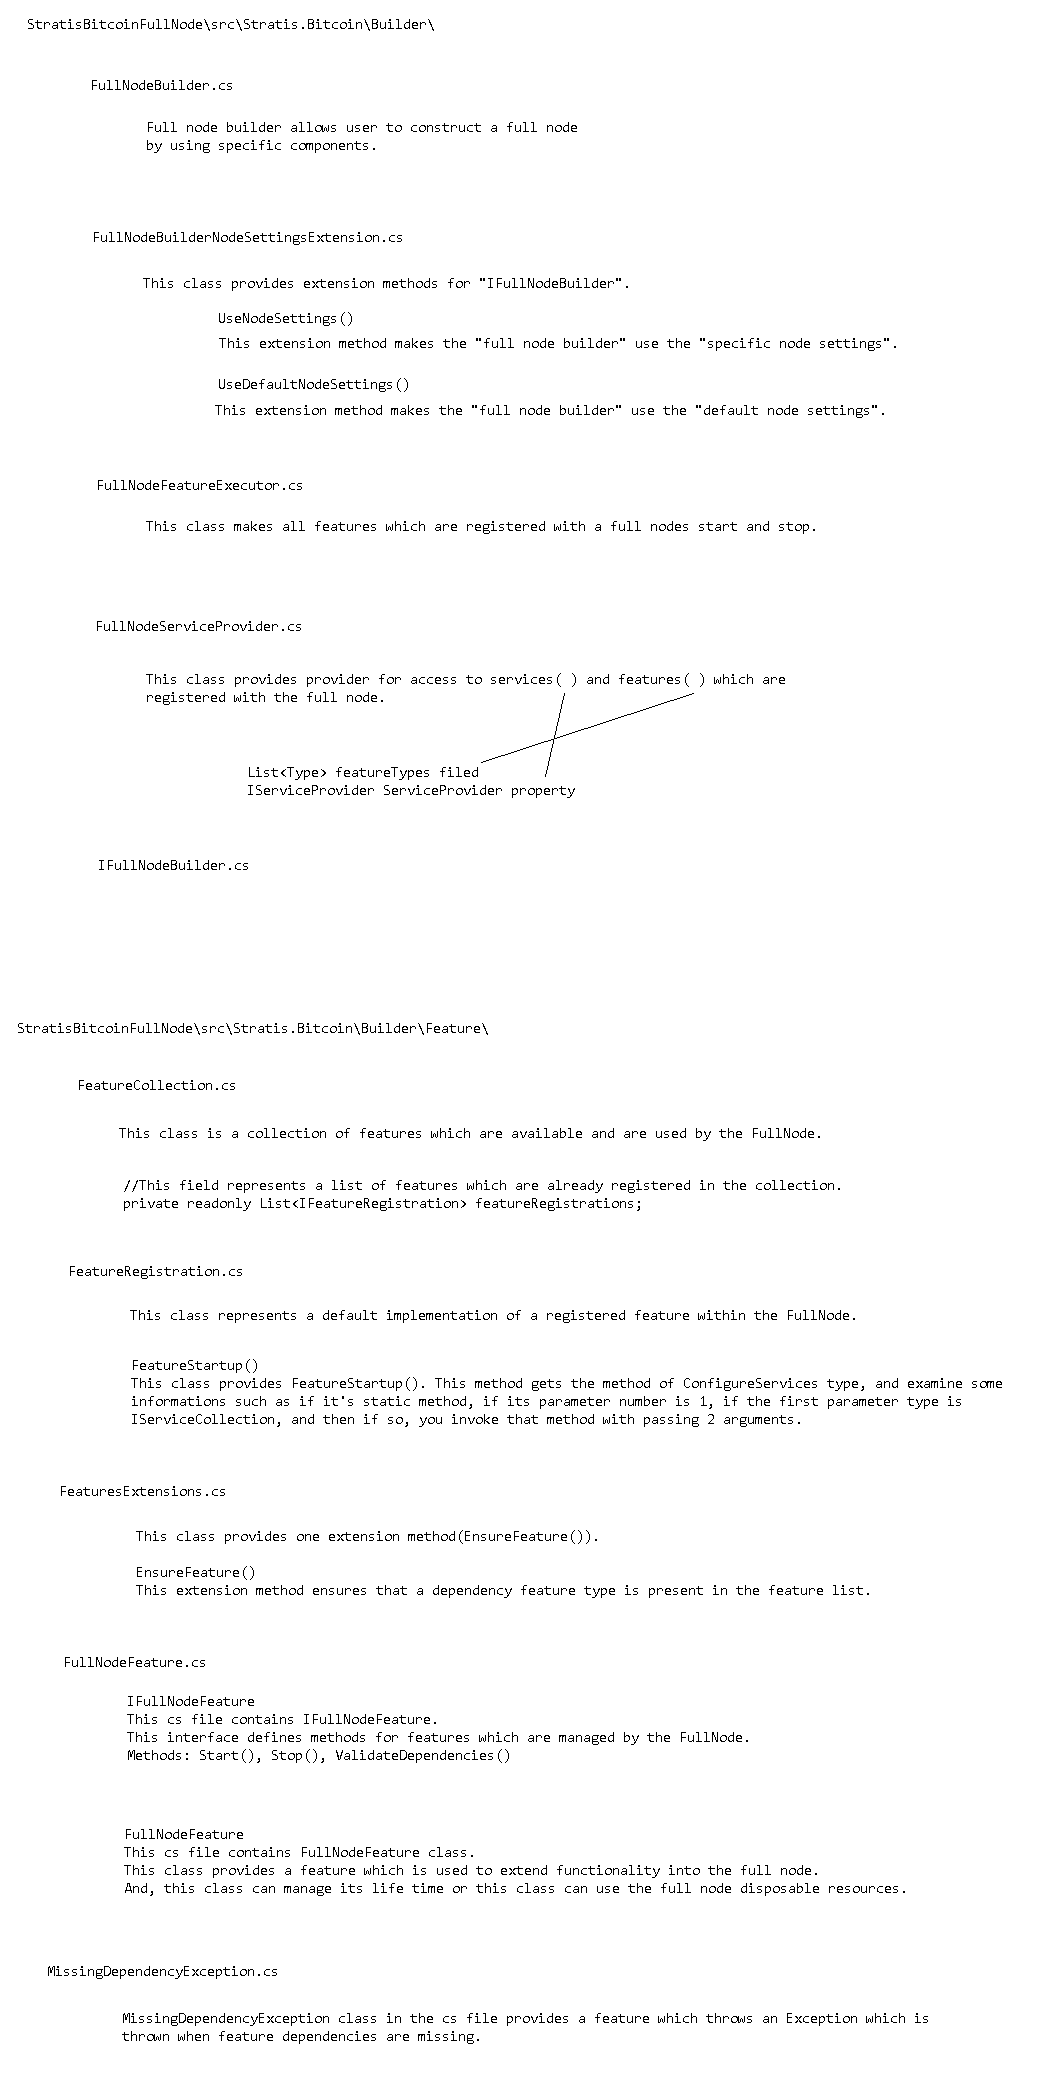 StratisBitcoinFullNode\src\Stratis.Bitcoin\Builder\
FullNodeBuilder.cs
Full node builder allows user to construct a full node
by using specific components.
FullNodeBuilderNodeSettingsExtension.cs
This class provides extension methods for "IFullNodeBuilder".
UseNodeSettings()
This extension method makes the "full node builder" use the "specific node settings".
UseDefaultNodeSettings()
This extension method makes the "full node builder" use the "default node settings".
FullNodeFeatureExecutor.cs
This class makes all features which are registered with a full nodes start and stop.
FullNodeServiceProvider.cs
This class provides provider for access to services( ) and features( ) which are
registered with the full node.
List<Type> featureTypes filed
IServiceProvider ServiceProvider property
IFullNodeBuilder.cs
StratisBitcoinFullNode\src\Stratis.Bitcoin\Builder\Feature\
FeatureCollection.cs
This class is a collection of features which are available and are used by the FullNode.
//This field represents a list of features which are already registered in the collection.
private readonly List<IFeatureRegistration> featureRegistrations;
FeatureRegistration.cs
This class represents a default implementation of a registered feature within the FullNode.
FeatureStartup()
This class provides FeatureStartup(). This method gets the method of ConfigureServices type, and examine some
informations such as if it's static method, if its parameter number is 1, if the first parameter type is
IServiceCollection, and then if so, you invoke that method with passing 2 arguments.
FeaturesExtensions.cs
This class provides one extension method(EnsureFeature()).
EnsureFeature()
This extension method ensures that a dependency feature type is present in the feature list.
FullNodeFeature.cs
IFullNodeFeature
This cs file contains IFullNodeFeature.
This interface defines methods for features which are managed by the FullNode.
Methods: Start(), Stop(), ValidateDependencies()
FullNodeFeature
This cs file contains FullNodeFeature class.
This class provides a feature which is used to extend functionality into the full node.
And, this class can manage its life time or this class can use the full node disposable resources.
MissingDependencyException.cs
MissingDependencyException class in the cs file provides a feature which throws an Exception which is
thrown when feature dependencies are missing.